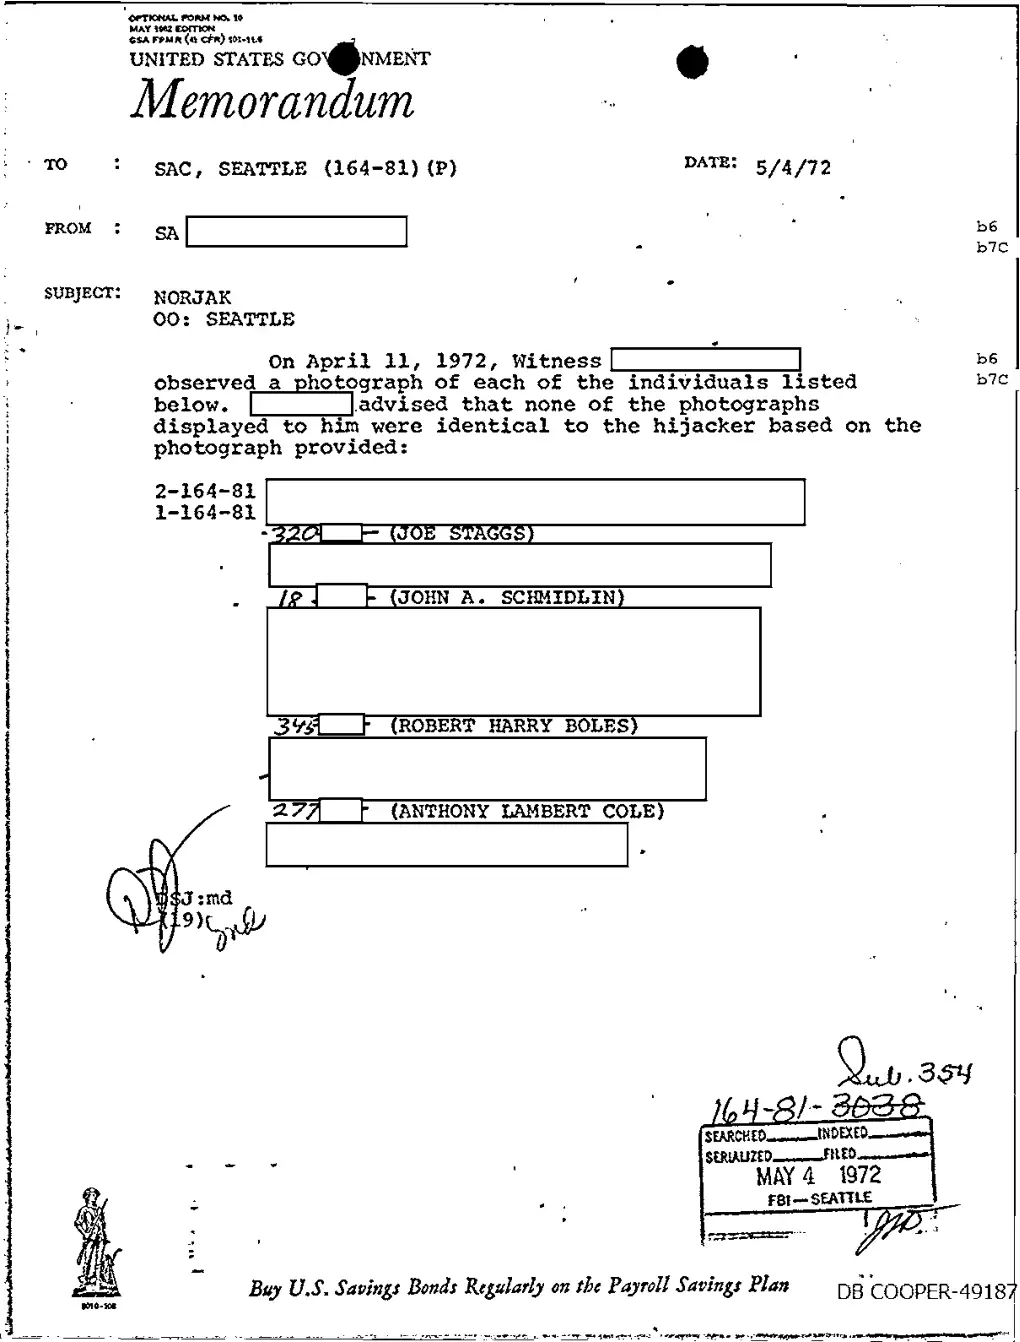 OPTIONAL FORM NO. 10
MAY 1962 EDITION
GSA FPMR (41 CFR) 101-11.6
UNITED STATES GOV NMENT
Memorandum
TO : SAC, SEATTLE (164-81)(P) DATE: 5/4/72
FROM : SA
b6
b7C
SUBJECT: NORJAK
OO: SEATTLE
On April 11, 1972, Witness
b6
observed a photograph of each of the individuals listed
b7C
below. advised that none of the photographs
displayed to him were identical to the hijacker based on the
photograph provided:
2-164-81
1-164-81
-320 - (JOE STAGGS)
18 - (JOHN A. SCHMIDLIN)
345 - (ROBERT HARRY BOLES)
277 - (ANTHONY LAMBERT COLE)
DSJ:md
(19)
Sub. 354
164-81-3038
SEARCHED INDEXED
SERIALIZED FILED
MAY 4 1972
FBI—SEATTLE
5010-108
Buy U.S. Savings Bonds Regularly on the Payroll Savings Plan
DB COOPER-49187